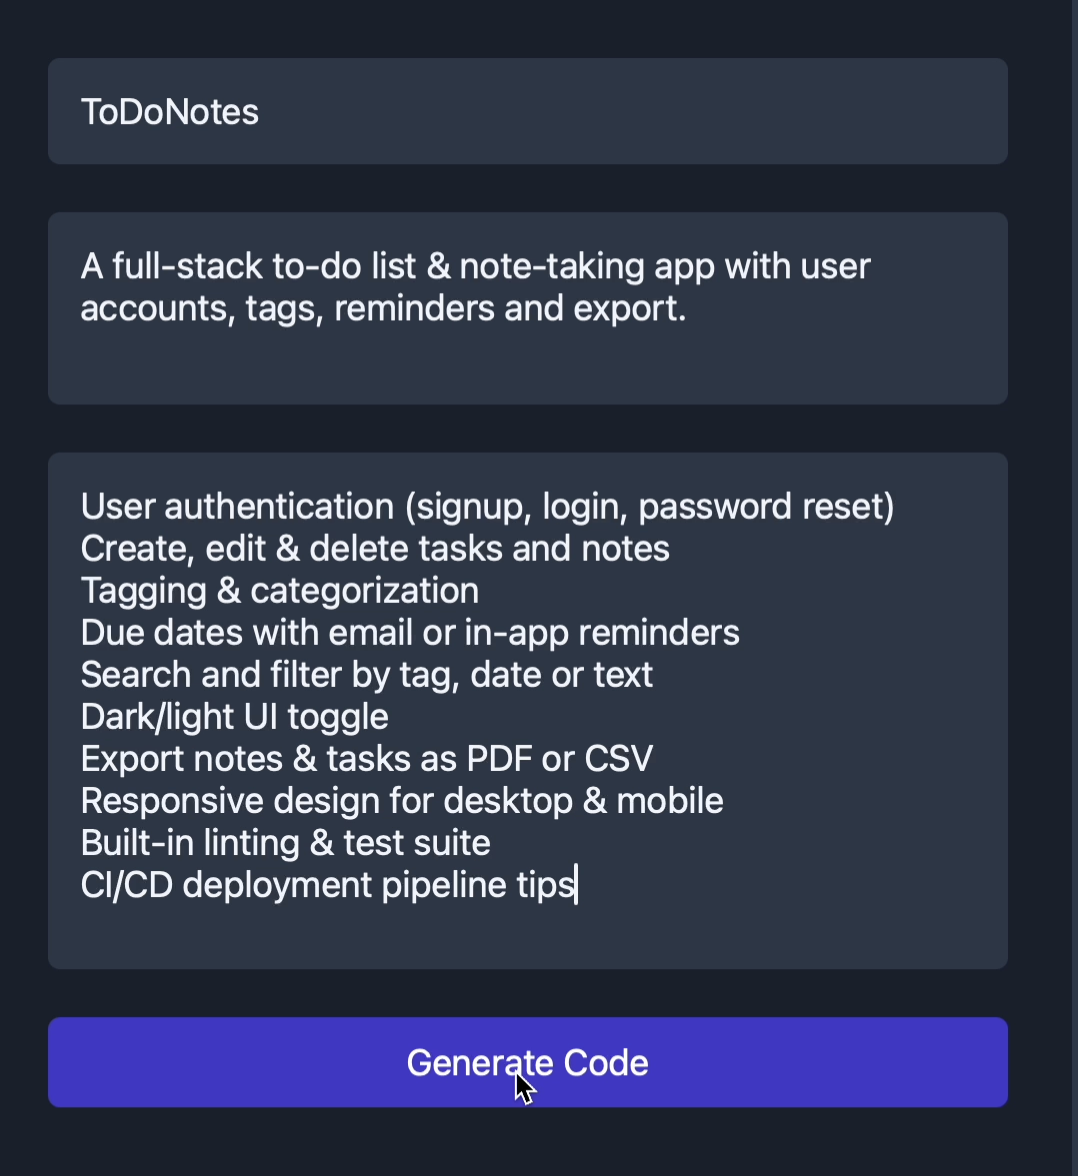 ToDoNotes
A full-stack to-do list & note-taking app with user
accounts, tags, reminders and export.
User authentication (signup, login, password reset)
Create, edit & delete tasks and notes
Tagging & categorization
Due dates with email or in-app reminders
Search and filter by tag, date or text
Dark/light UI toggle
Export notes & tasks as PDF or CSV
Responsive design for desktop & mobile
Built-in linting & test suite
CI/CD deployment pipeline tips
Generate Code